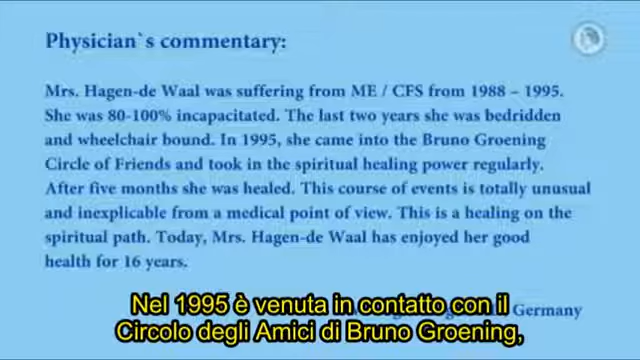 Physician`s commentary:
Mrs. Hagen-de Waal was suffering from ME / CFS from 1988 – 1995.
She was 80-100% incapacitated. The last two years she was bedridden
and wheelchair bound. In 1995, she came into the Bruno Groening
Circle of Friends and took in the spiritual healing power regularly.
After five months she was healed. This course of events is totally unusual
and inexplicable from a medical point of view. This is a healing on the
spiritual path. Today, Mrs. Hagen-de Waal has enjoyed her good
health for 16 years.
Germany
Nel 1995 è venuta in contatto con il
Circolo degli Amici di Bruno Groening,